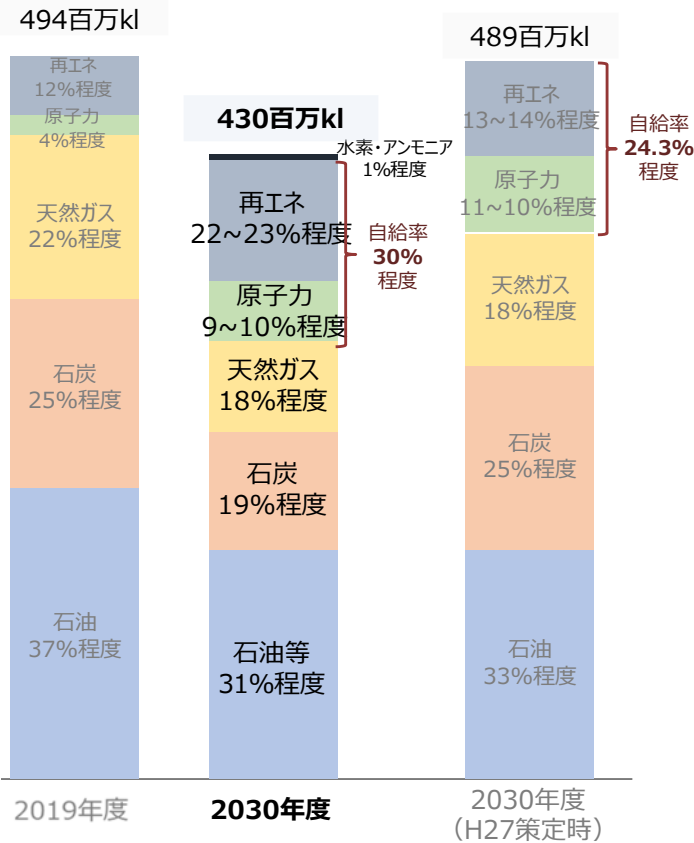 494百万kl
再エネ
12%程度
原子力
4%程度
天然ガス
22%程度
石炭
25%程度
石油
37%程度
2019年度
430百万kl
水素・アンモニア
1%程度
再エネ
22~23%程度
原子力
9~10%程度
自給率
30%
程度
天然ガス
18%程度
石炭
19%程度
石油等
31%程度
2030年度
489百万kl
再エネ
13~14%程度
原子力
11~10%程度
自給率
24.3%
程度
天然ガス
18%程度
石炭
25%程度
石油
33%程度
2030年度
（H27策定時）